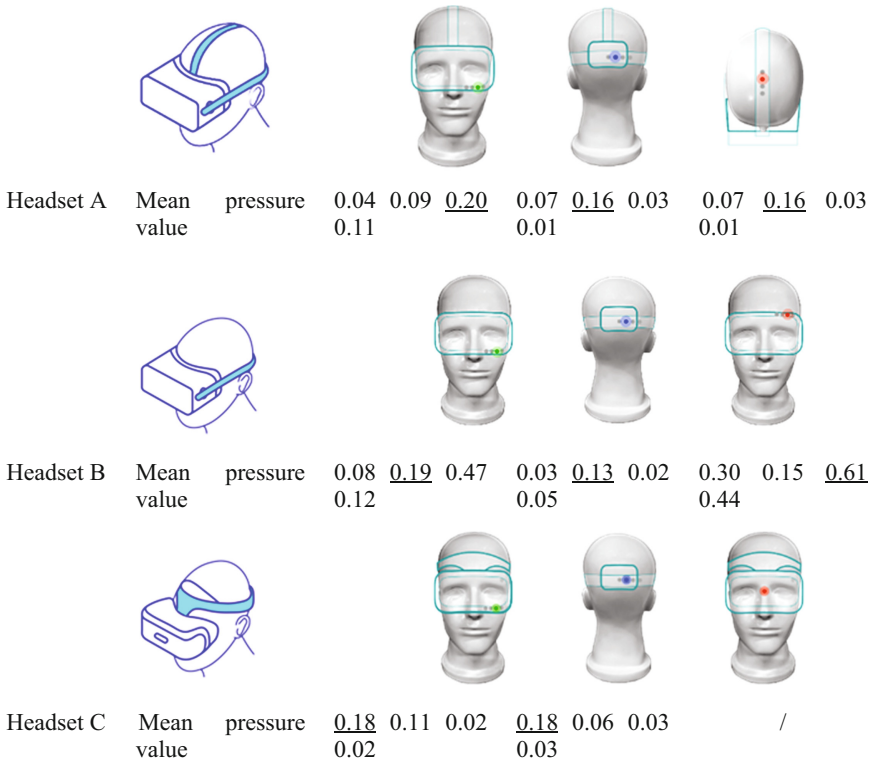 Headset A Mean pressure 0.04 0.09 0.20 0.07 0.16 0.03 0.07 0.16 0.03
value 0.11 0.01 0.01
Headset B Mean pressure 0.08 0.19 0.47 0.03 0.13 0.02 0.30 0.15 0.61
value 0.12 0.05 0.44
Headset C Mean pressure 0.18 0.11 0.02 0.18 0.06 0.03 /
value 0.02 0.03